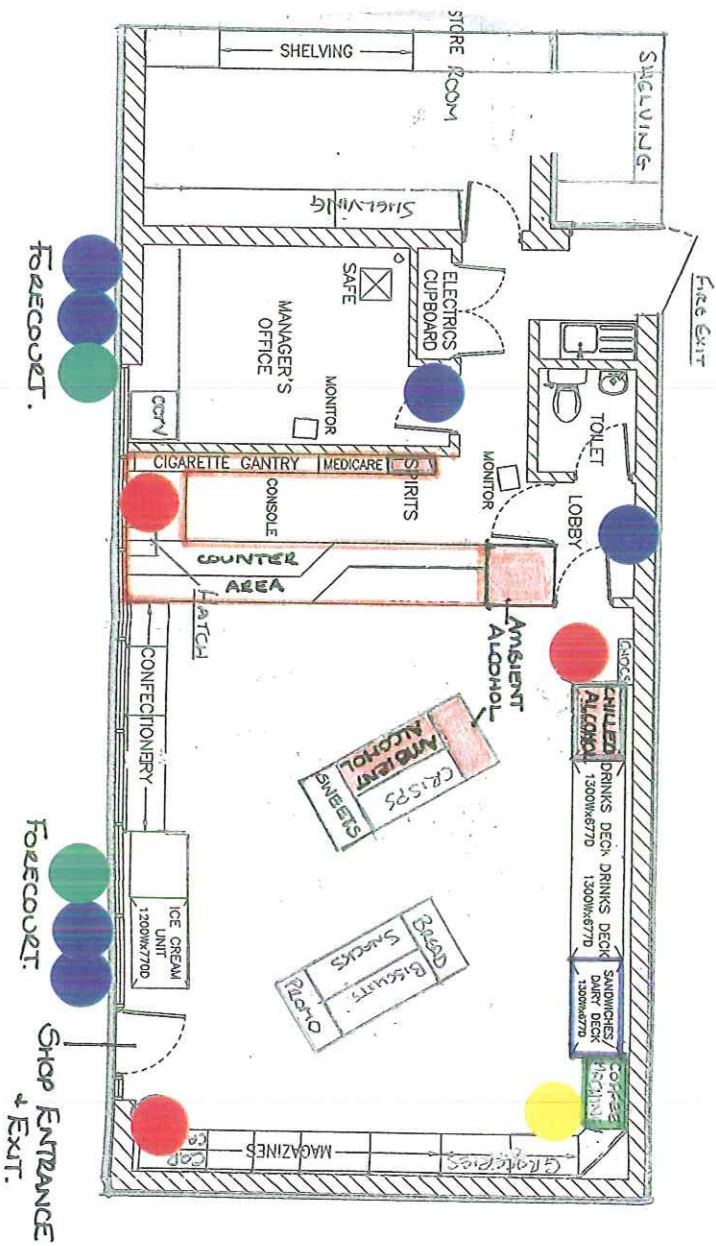 SHELVING
STORE ROOM
SHELVING
SHELVING
FIRE EXIT
ELECTRICS
CUPBOARD
SAFE
MANAGER'S
OFFICE
MONITOR
CCTV
FORECOURT.
TOILET
LOBBY
MONITOR
CIGARETTE GANTRY
MEDICARE
SPIRITS
CONSOLE
COUNTER
AREA
HATCH
AMBIENT
ALCOHOL
CHILLED
ALCOHOL
DRINKS DECK
1300Wx677D
DRINKS DECK
1300Wx677D
SANDWICHES/
DAIRY DECK
1300Wx677D
COFFEE
AMBIENT
ALCOHOL
CRISPS
SWEETS
BREAD
SNACKS
BISCUITS
PROMO
CONFECTIONERY
ICE CREAM
UNIT
1200Wx770D
FORECOURT.
SHOP ENTRANCE
& EXIT.
MAGAZINES
GROCERIES